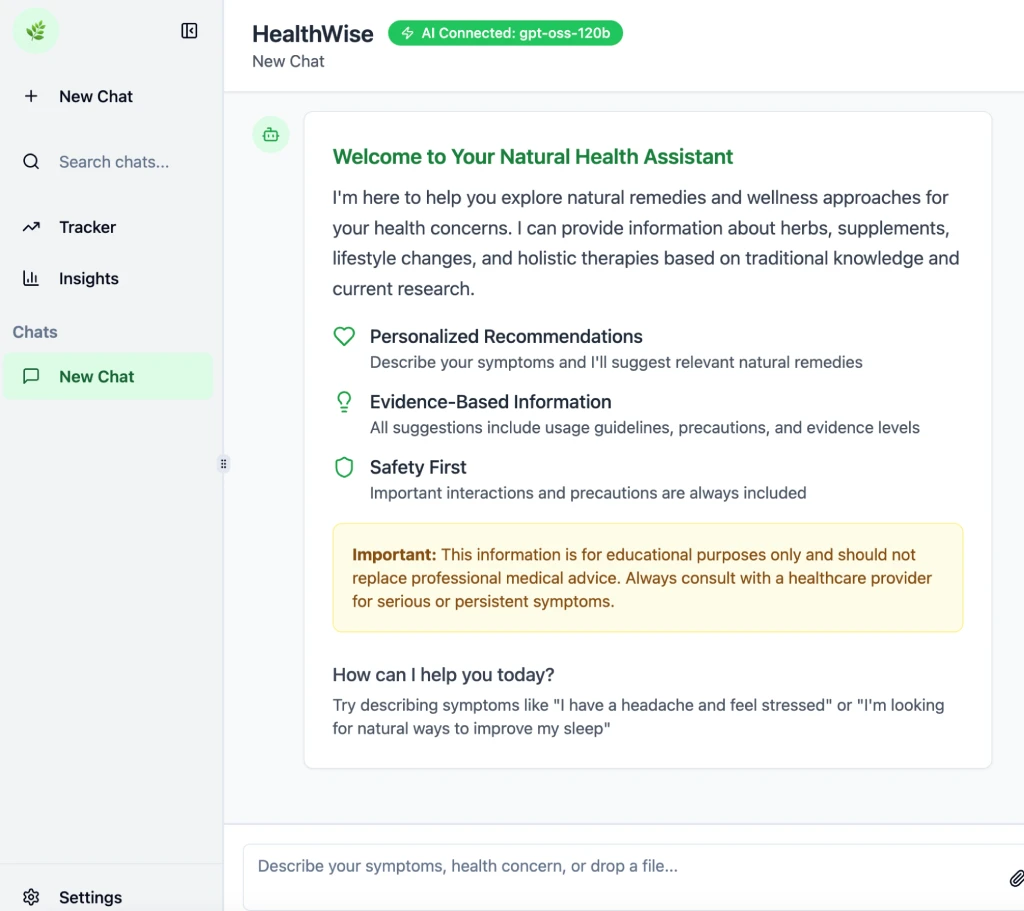 New Chat
Search chats...
Tracker
Insights
Chats
New Chat
Settings
HealthWise
AI Connected: gpt-oss-120b
New Chat
Welcome to Your Natural Health Assistant
I'm here to help you explore natural remedies and wellness approaches for
your health concerns. I can provide information about herbs, supplements,
lifestyle changes, and holistic therapies based on traditional knowledge and
current research.
Personalized Recommendations
Describe your symptoms and I'll suggest relevant natural remedies
Evidence-Based Information
All suggestions include usage guidelines, precautions, and evidence levels
Safety First
Important interactions and precautions are always included
Important: This information is for educational purposes only and should not
replace professional medical advice. Always consult with a healthcare provider
for serious or persistent symptoms.
How can I help you today?
Try describing symptoms like "I have a headache and feel stressed" or "I'm looking
for natural ways to improve my sleep"
Describe your symptoms, health concern, or drop a file...